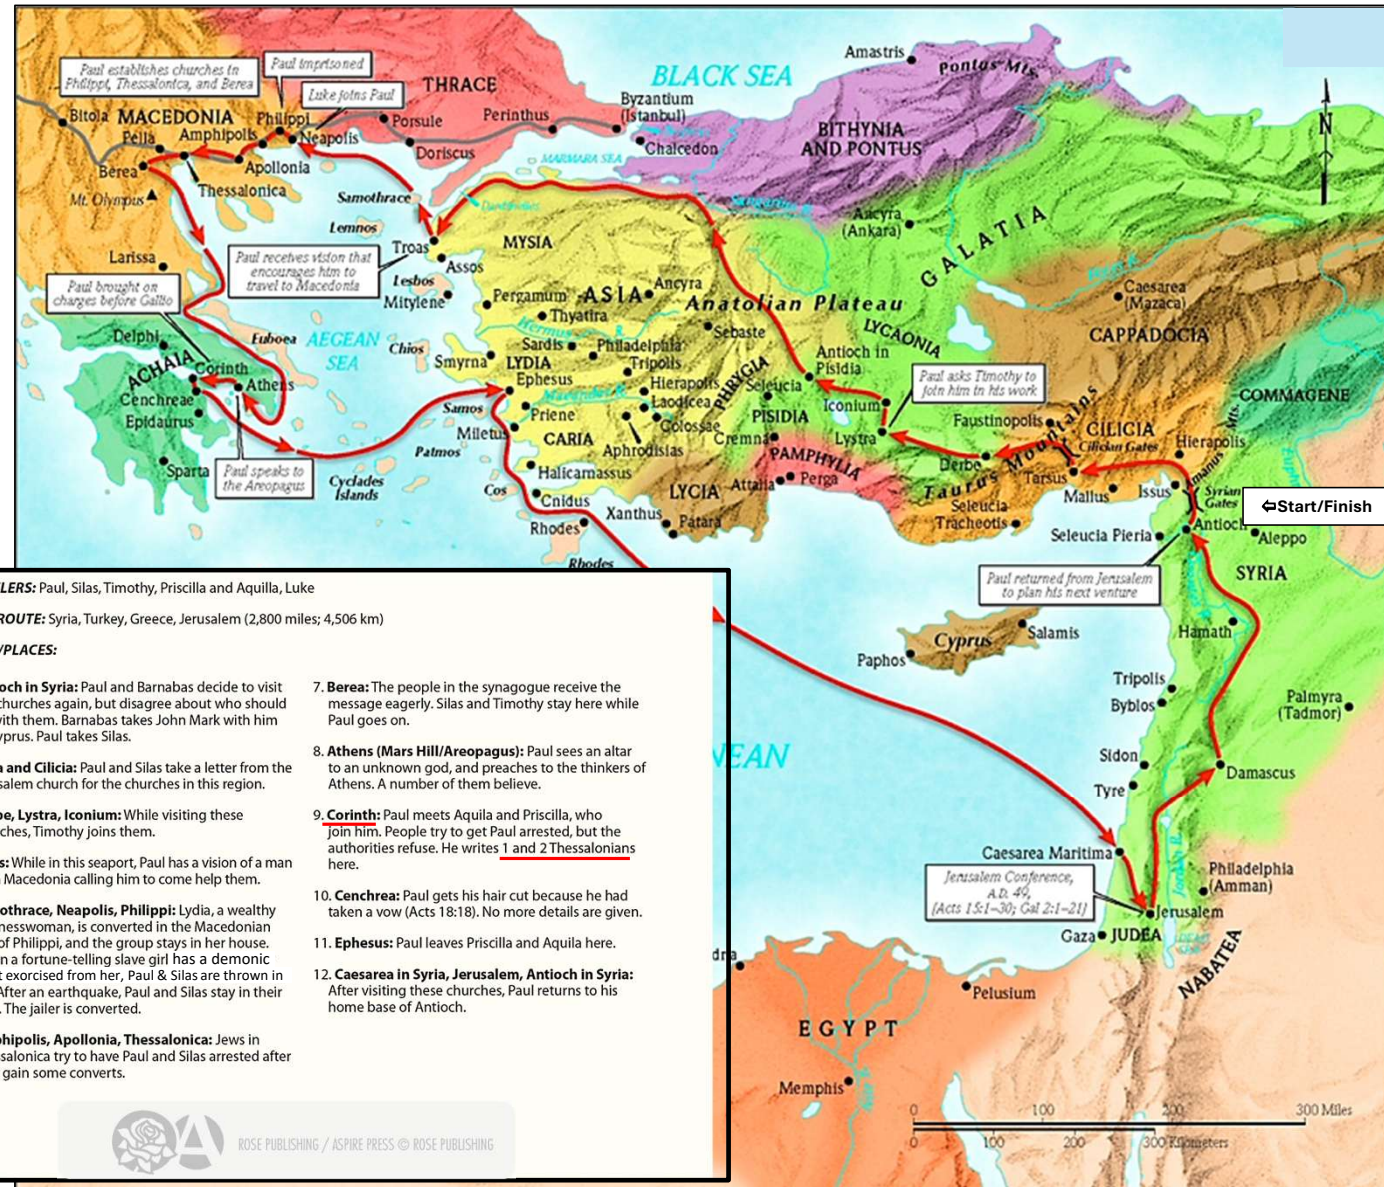 BLACK SEA
Amastris
Pontus Mts.
Paul establishes churches in
Philippi, Thessalonica, and Berea
Paul imprisoned
Luke joins Paul
THRACE
Byzantium
(Istanbul)
Bitola
MACEDONIA
Philippi
Porsule
Perinthus
Chalcedon
BITHYNIA
AND PONTUS
N
Pella
Amphipolis
Neapolis
Doriscus
MARMARA SEA
Berea
Apollonia
Thessalonica
Mt. Olympus
Samothrace
Dardanelles
Lemnos
Ancyra
(Ankara)
GALATIA
Troas
MYSIA
Larissa
Paul receives vision that
encourages him to
travel to Macedonia
Assos
Lesbos
Mitylene
Paul brought on
charges before Gallio
Pergamum
ASIA
Ancyra
Anatolian Plateau
Caesarea
(Mazaca)
Thyatira
Hermus R.
Sebaste
LYCAONIA
CAPPADOCIA
Delphi
Euboea
AEGEAN
SEA
Chios
Smyrna
Sardis
Philadelphia
LYDIA
Tripolis
PHRYGIA
Antioch in
Pisidia
ACHAIA
Corinth
Athens
Ephesus
Hierapolis
Seleucia
Paul asks Timothy to
join him in his work
COMMAGENE
Cenchreae
Laodicea
Iconium
Epidaurus
Samos
Priene
Colossae
PISIDIA
Faustinopolis
CILICIA
Miletus
CARIA
Aphrodisias
Cremna
Lystra
Cilician Gates
Hierapolis
Patmos
PAMPHYLIA
Derbe
Taurus Mountains
Amanus Mts.
Sparta
Paul speaks to
the Areopagus
Cyclades
Islands
Halicarnassus
Cos
LYCIA
Attalia
Perga
Tarsus
Mallus
Issus
Syrian
Gates
⇦Start/Finish
Cnidus
Xanthus
Seleucia
Tracheotis
Rhodes
Patara
Seleucia Pieria
Antioch
Aleppo
Rhodes
Paul returned from Jerusalem
to plan his next venture
SYRIA
Cyprus
Salamis
Paphos
Hamath
Tripolis
Byblos
Palmyra
(Tadmor)
Sidon
Damascus
Tyre
NEAN
Caesarea Maritima
Jordan R.
Philadelphia
(Amman)
Jerusalem Conference,
A.D. 49,
(Acts 15:1–30; Gal 2:1–21)
Jerusalem
Gaza
JUDEA
DEAD
SEA
NABATEA
dria
Pelusium
EGYPT
Memphis
0 100 200 300 Miles
0 100 200 300 Kilometers
LERS: Paul, Silas, Timothy, Priscilla and Aquilla, Luke
ROUTE: Syria, Turkey, Greece, Jerusalem (2,800 miles; 4,506 km)
/PLACES:
och in Syria: Paul and Barnabas decide to visit
churches again, but disagree about who should
with them. Barnabas takes John Mark with him
yprus. Paul takes Silas.
a and Cilicia: Paul and Silas take a letter from the
salem church for the churches in this region.
be, Lystra, Iconium: While visiting these
ches, Timothy joins them.
s: While in this seaport, Paul has a vision of a man
Macedonia calling him to come help them.
othrace, Neapolis, Philippi: Lydia, a wealthy
nesswoman, is converted in the Macedonian
of Philippi, and the group stays in her house.
n a fortune-telling slave girl has a demonic
t exorcised from her, Paul & Silas are thrown in
After an earthquake, Paul and Silas stay in their
. The jailer is converted.
phipolis, Apollonia, Thessalonica: Jews in
ssalonica try to have Paul and Silas arrested after
gain some converts.
7. Berea: The people in the synagogue receive the
message eagerly. Silas and Timothy stay here while
Paul goes on.
8. Athens (Mars Hill/Areopagus): Paul sees an altar
to an unknown god, and preaches to the thinkers of
Athens. A number of them believe.
9. Corinth: Paul meets Aquila and Priscilla, who
join him. People try to get Paul arrested, but the
authorities refuse. He writes 1 and 2 Thessalonians
here.
10. Cenchrea: Paul gets his hair cut because he had
taken a vow (Acts 18:18). No more details are given.
11. Ephesus: Paul leaves Priscilla and Aquila here.
12. Caesarea in Syria, Jerusalem, Antioch in Syria:
After visiting these churches, Paul returns to his
home base of Antioch.
ROSE PUBLISHING / ASPIRE PRESS © ROSE PUBLISHING